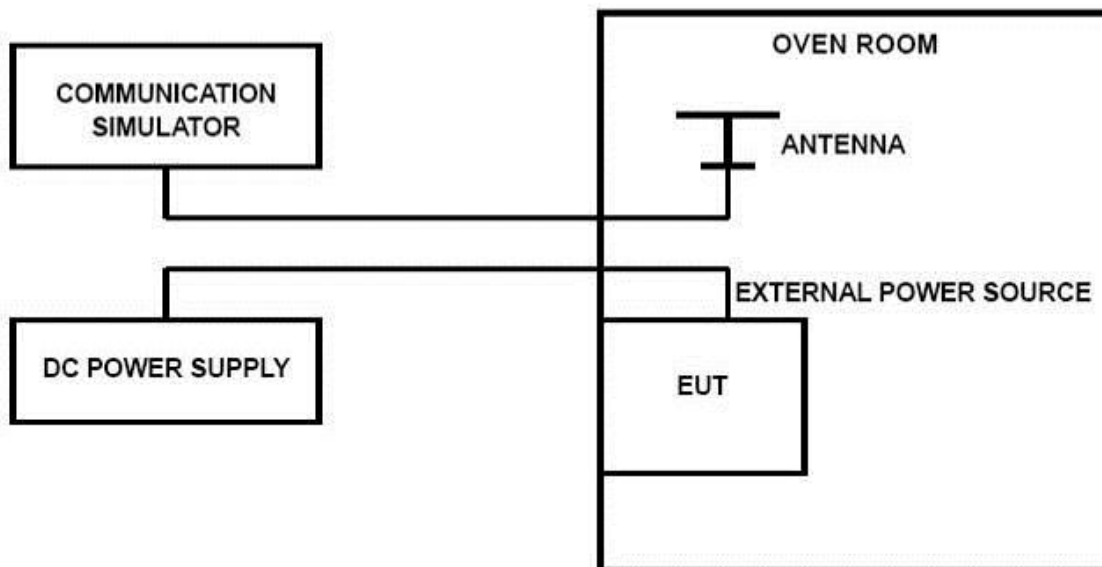 OVEN ROOM
COMMUNICATION
SIMULATOR
ANTENNA
EXTERNAL POWER SOURCE
DC POWER SUPPLY
EUT